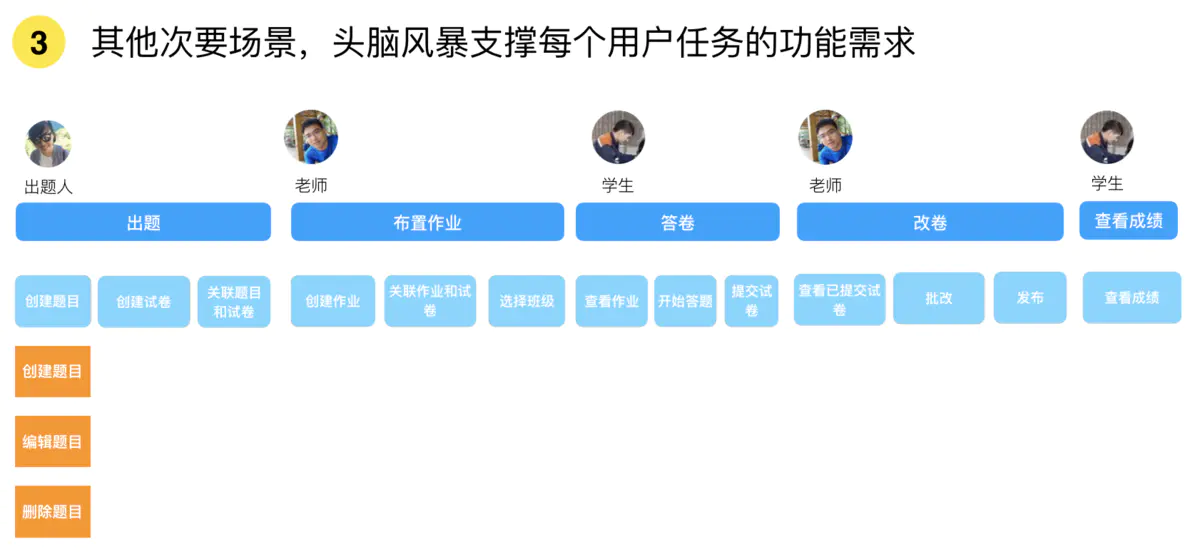 3
其他次要场景，头脑风暴支撑每个用户任务的功能需求
出题人
老师
学生
老师
学生
出题
布置作业
答卷
改卷
查看成绩
创建题目
创建试卷
关联题目
和试卷
创建作业
关联作业和试
卷
选择班级
查看作业
开始答题
提交试
卷
查看已提交试
卷
批改
发布
查看成绩
创建题目
编辑题目
删除题目